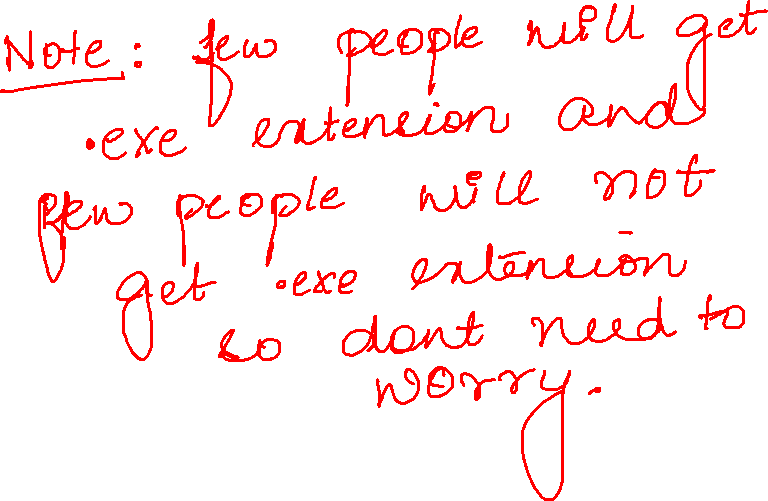 Note: few people will get
.exe extension and
few people will not
get .exe extension
so dont need to
worry.